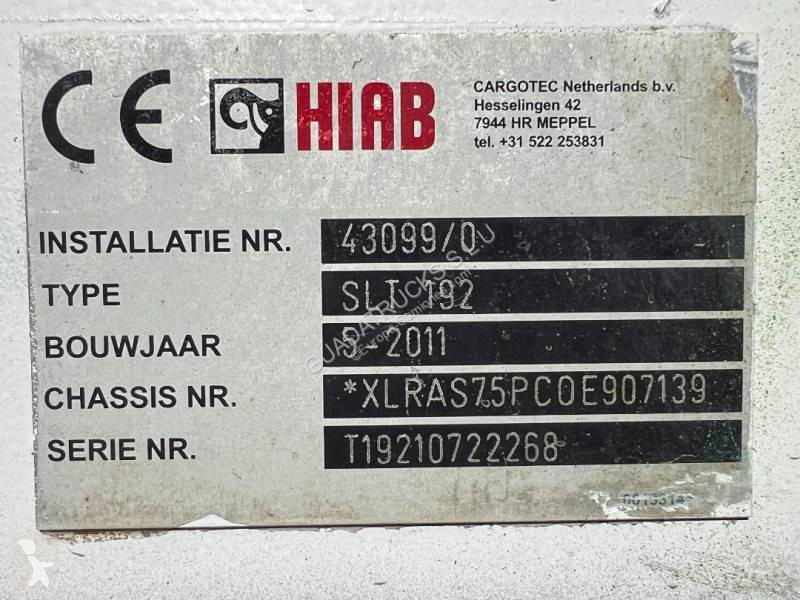 CE HIAB
CARGOTEC Netherlands b.v.
Hesselingen 42
7944 HR MEPPEL
tel. +31 522 253831
INSTALLATIE NR. 43099/0
TYPE SLT 192
BOUWJAAR 9-2011
CHASSIS NR. *XLRAS75PC0E907139
SERIE NR. T19210722268